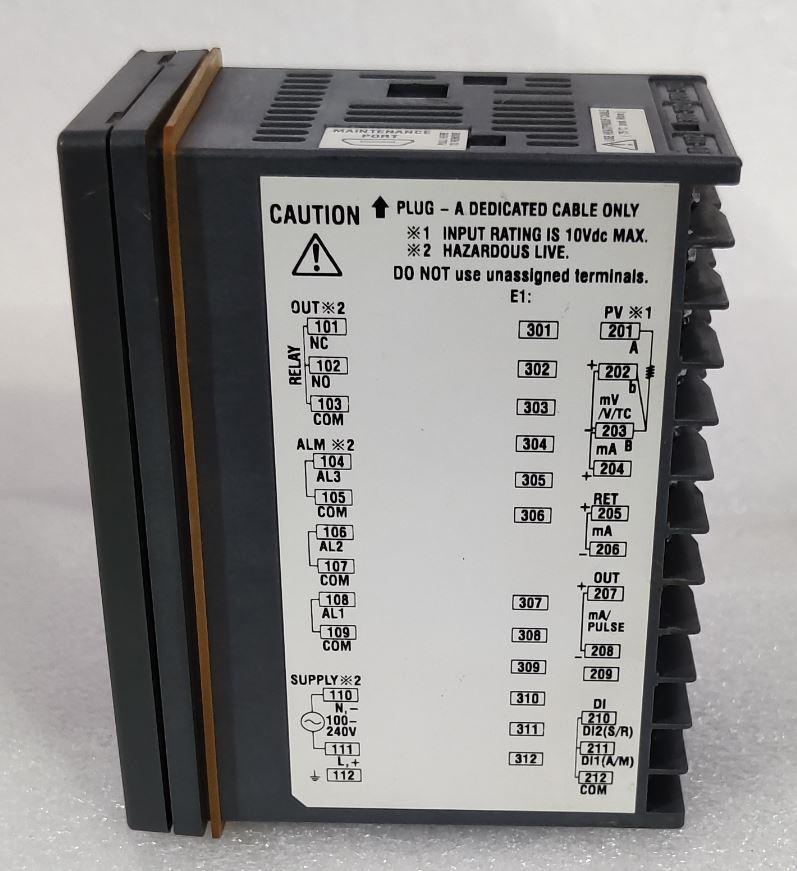 MAINTENANCE
PORT
PULL HERE
TO REMOVE
CAUTION
PLUG - A DEDICATED CABLE ONLY
※1 INPUT RATING IS 10Vdc MAX.
※2 HAZARDOUS LIVE.
DO NOT use unassigned terminals.
OUT※2
RELAY
101
NC
102
NO
103
COM
ALM ※2
104
AL3
105
COM
106
AL2
107
COM
108
AL1
109
COM
SUPPLY※2
110
N, -
100-
240V
111
L, +
112
E1:
301
302
303
304
305
306
307
308
309
310
311
312
PV ※1
201
A
+ 202
b
mV
/V/TC
- 203
mA B
204
+
RET
+ 205
mA
- 206
OUT
+ 207
mA/
PULSE
- 208
209
DI
210
DI2(S/R)
211
DI1(A/M)
212
COM